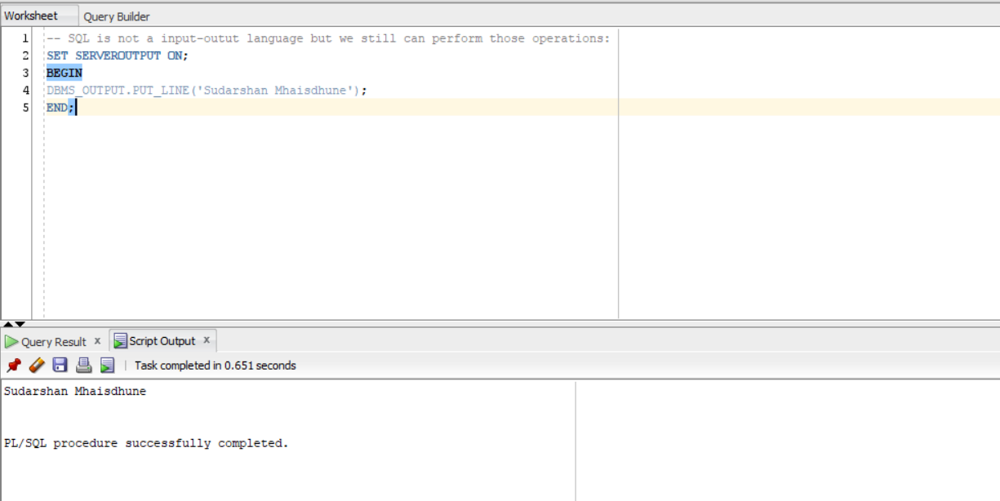 Worksheet Query Builder
1 -- SQL is not a input-outut language but we still can perform those operations:
2 SET SERVEROUTPUT ON;
3 BEGIN
4 DBMS_OUTPUT.PUT_LINE('Sudarshan Mhaisdhune');
5 END;
Query Result x Script Output x
Task completed in 0.651 seconds
Sudarshan Mhaisdhune
PL/SQL procedure successfully completed.